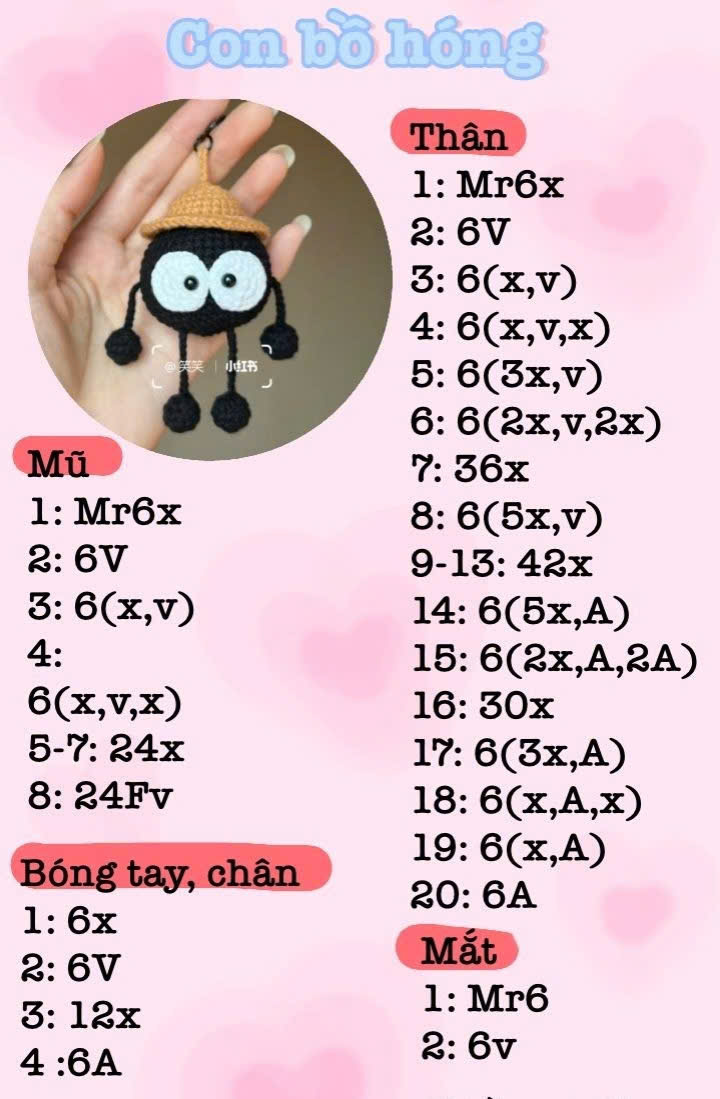 Con bồ hóng
@笑笑 | 小红书
Mũ
1: Mr6x
2: 6V
3: 6(x,v)
4:
6(x,v,x)
5-7: 24x
8: 24Fv
Bóng tay, chân
1: 6x
2: 6V
3: 12x
4 :6A
Thân
1: Mr6x
2: 6V
3: 6(x,v)
4: 6(x,v,x)
5: 6(3x,v)
6: 6(2x,v,2x)
7: 36x
8: 6(5x,v)
9-13: 42x
14: 6(5x,A)
15: 6(2x,A,2A)
16: 30x
17: 6(3x,A)
18: 6(x,A,x)
19: 6(x,A)
20: 6A
Mắt
1: Mr6
2: 6v